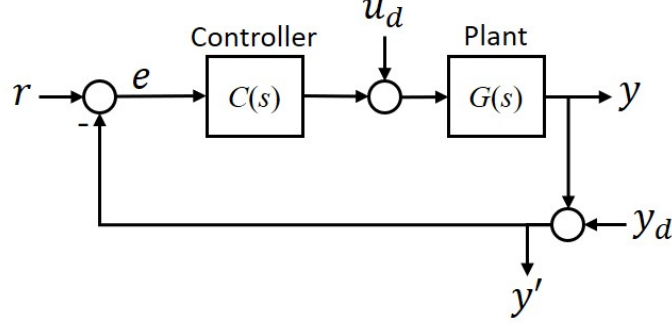 u_d
Controller
Plant
r
-
e
C(s)
G(s)
y
y_d
y'